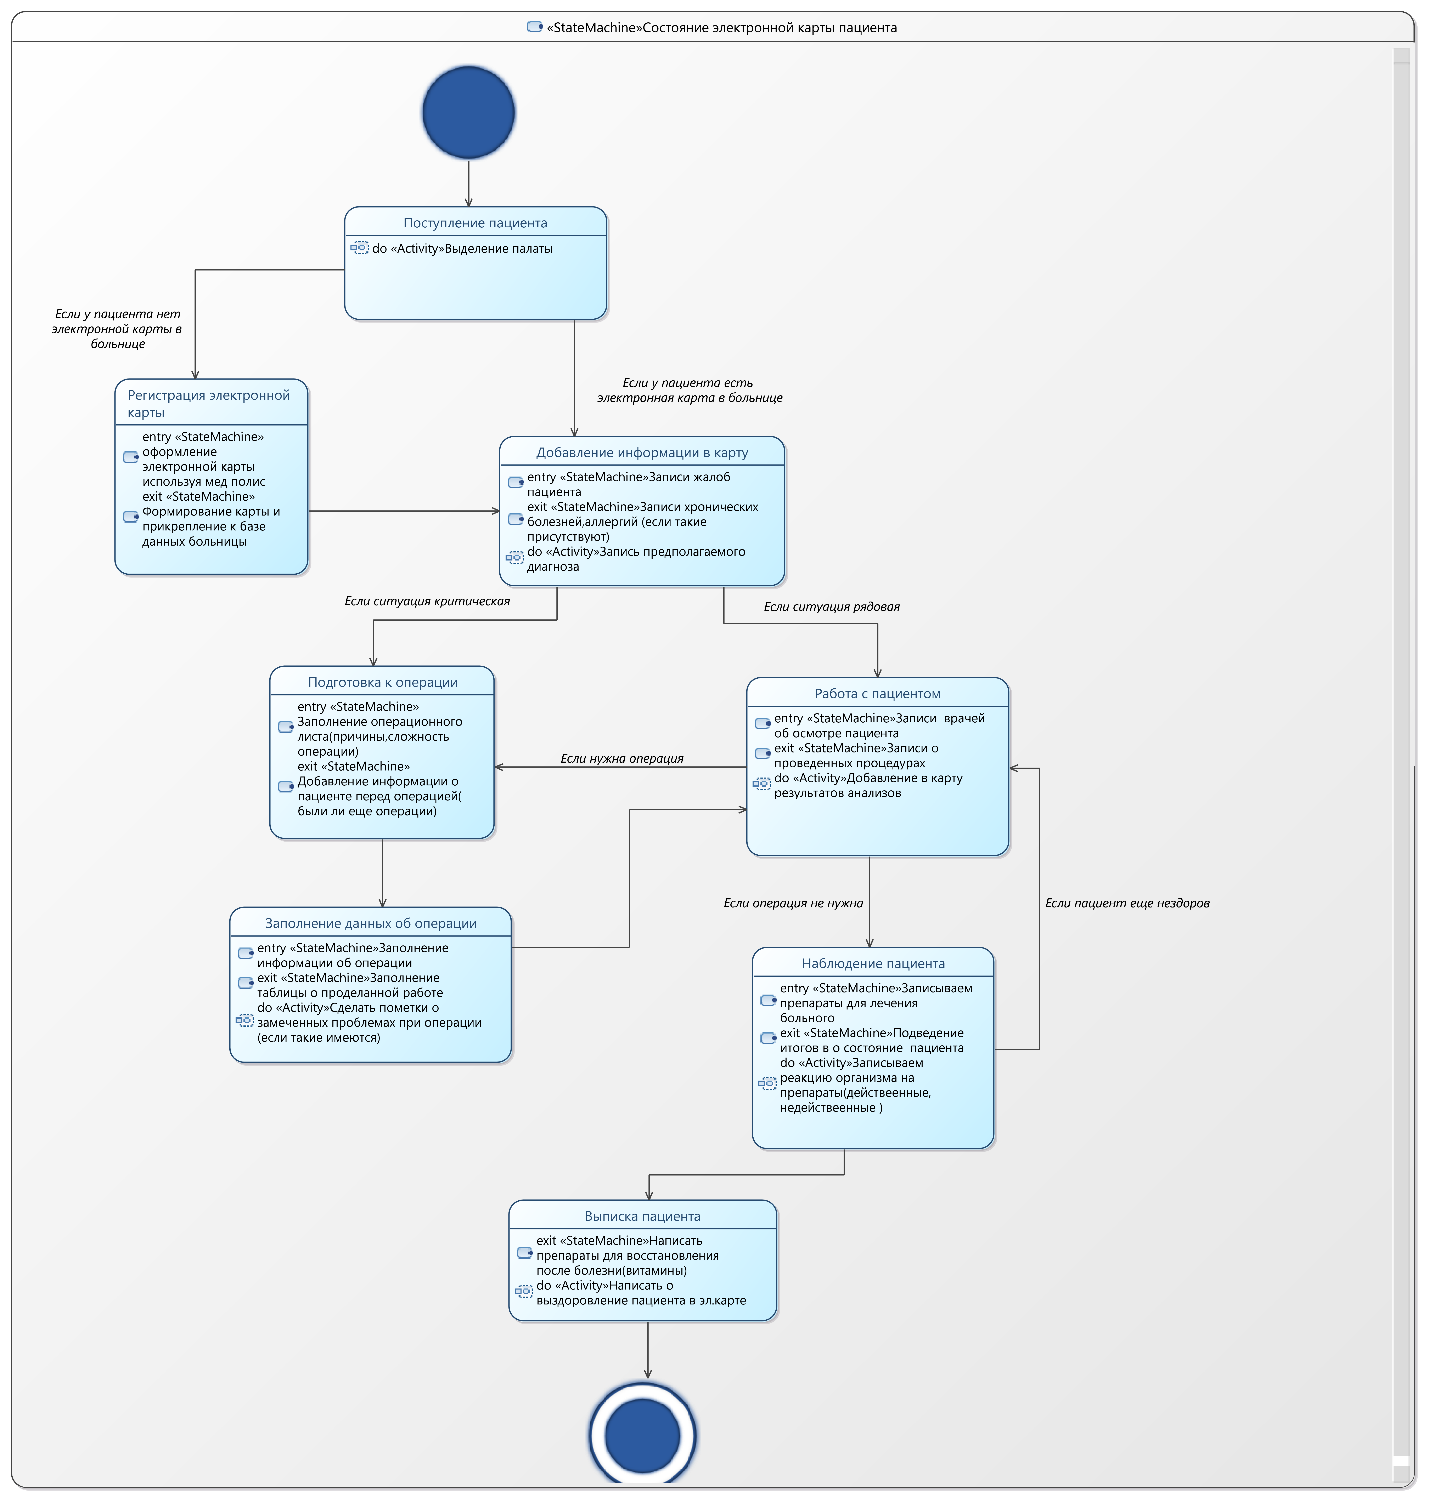 «StateMachine»Состояние электронной карты пациента
Поступление пациента
do «Activity»Выделение палаты
Если у пациента нет
электронной карты в
больнице
Если у пациента есть
электронная карта в больнице
Регистрация электронной
карты
entry «StateMachine»
оформление
электронной карты
используя мед полис
exit «StateMachine»
Формирование карты и
прикрепление к базе
данных больницы
Добавление информации в карту
entry «StateMachine»Записи жалоб
пациента
exit «StateMachine»Записи хронических
болезней,аллергий (если такие
присутствуют)
do «Activity»Запись предполагаемого
диагноза
Если ситуация критическая
Если ситуация рядовая
Подготовка к операции
entry «StateMachine»
Заполнение операционного
листа(причины,сложность
операции)
exit «StateMachine»
Добавление информации о
пациенте перед операцией(
были ли еще операции)
Если нужна операция
Работа с пациентом
entry «StateMachine»Записи  врачей
об осмотре пациента
exit «StateMachine»Записи о
проведенных процедурах
do «Activity»Добавление в карту
результатов анализов
Если операция не нужна
Если пациент еще нездоров
Заполнение данных об операции
entry «StateMachine»Заполнение
информации об операции
exit «StateMachine»Заполнение
таблицы о проделанной работе
do «Activity»Сделать пометки о
замеченных проблемах при операции
(если такие имеются)
Наблюдение пациента
entry «StateMachine»Записываем
препараты для лечения
больного
exit «StateMachine»Подведение
итогов в о состояние  пациента
do «Activity»Записываем
реакцию организма на
препараты(действеенные,
недействеенные )
Выписка пациента
exit «StateMachine»Написать
препараты для восстановления
после болезни(витамины)
do «Activity»Написать о
выздоровление пациента в эл.карте